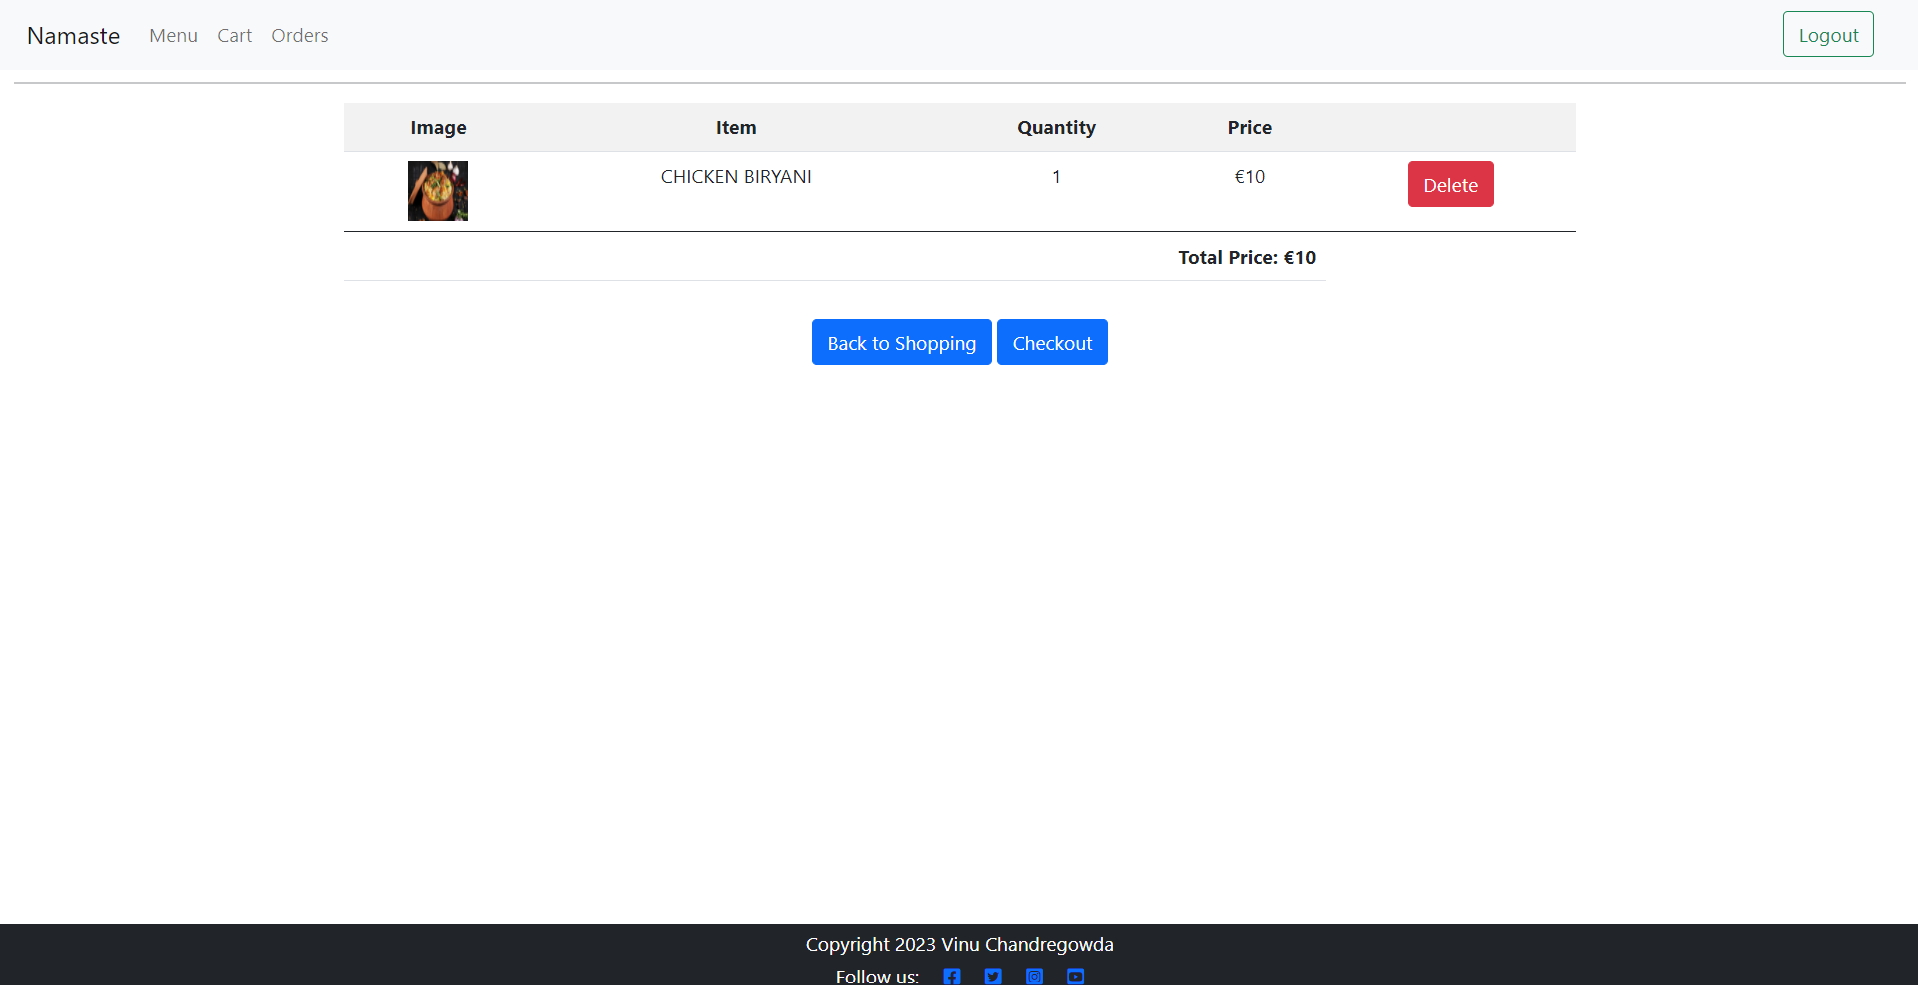 Namaste Menu Cart Orders Logout
Image Item Quantity Price
CHICKEN BIRYANI 1 €10 Delete
Total Price: €10
Back to Shopping Checkout
Copyright 2023 Vinu Chandregowda
Follow us: